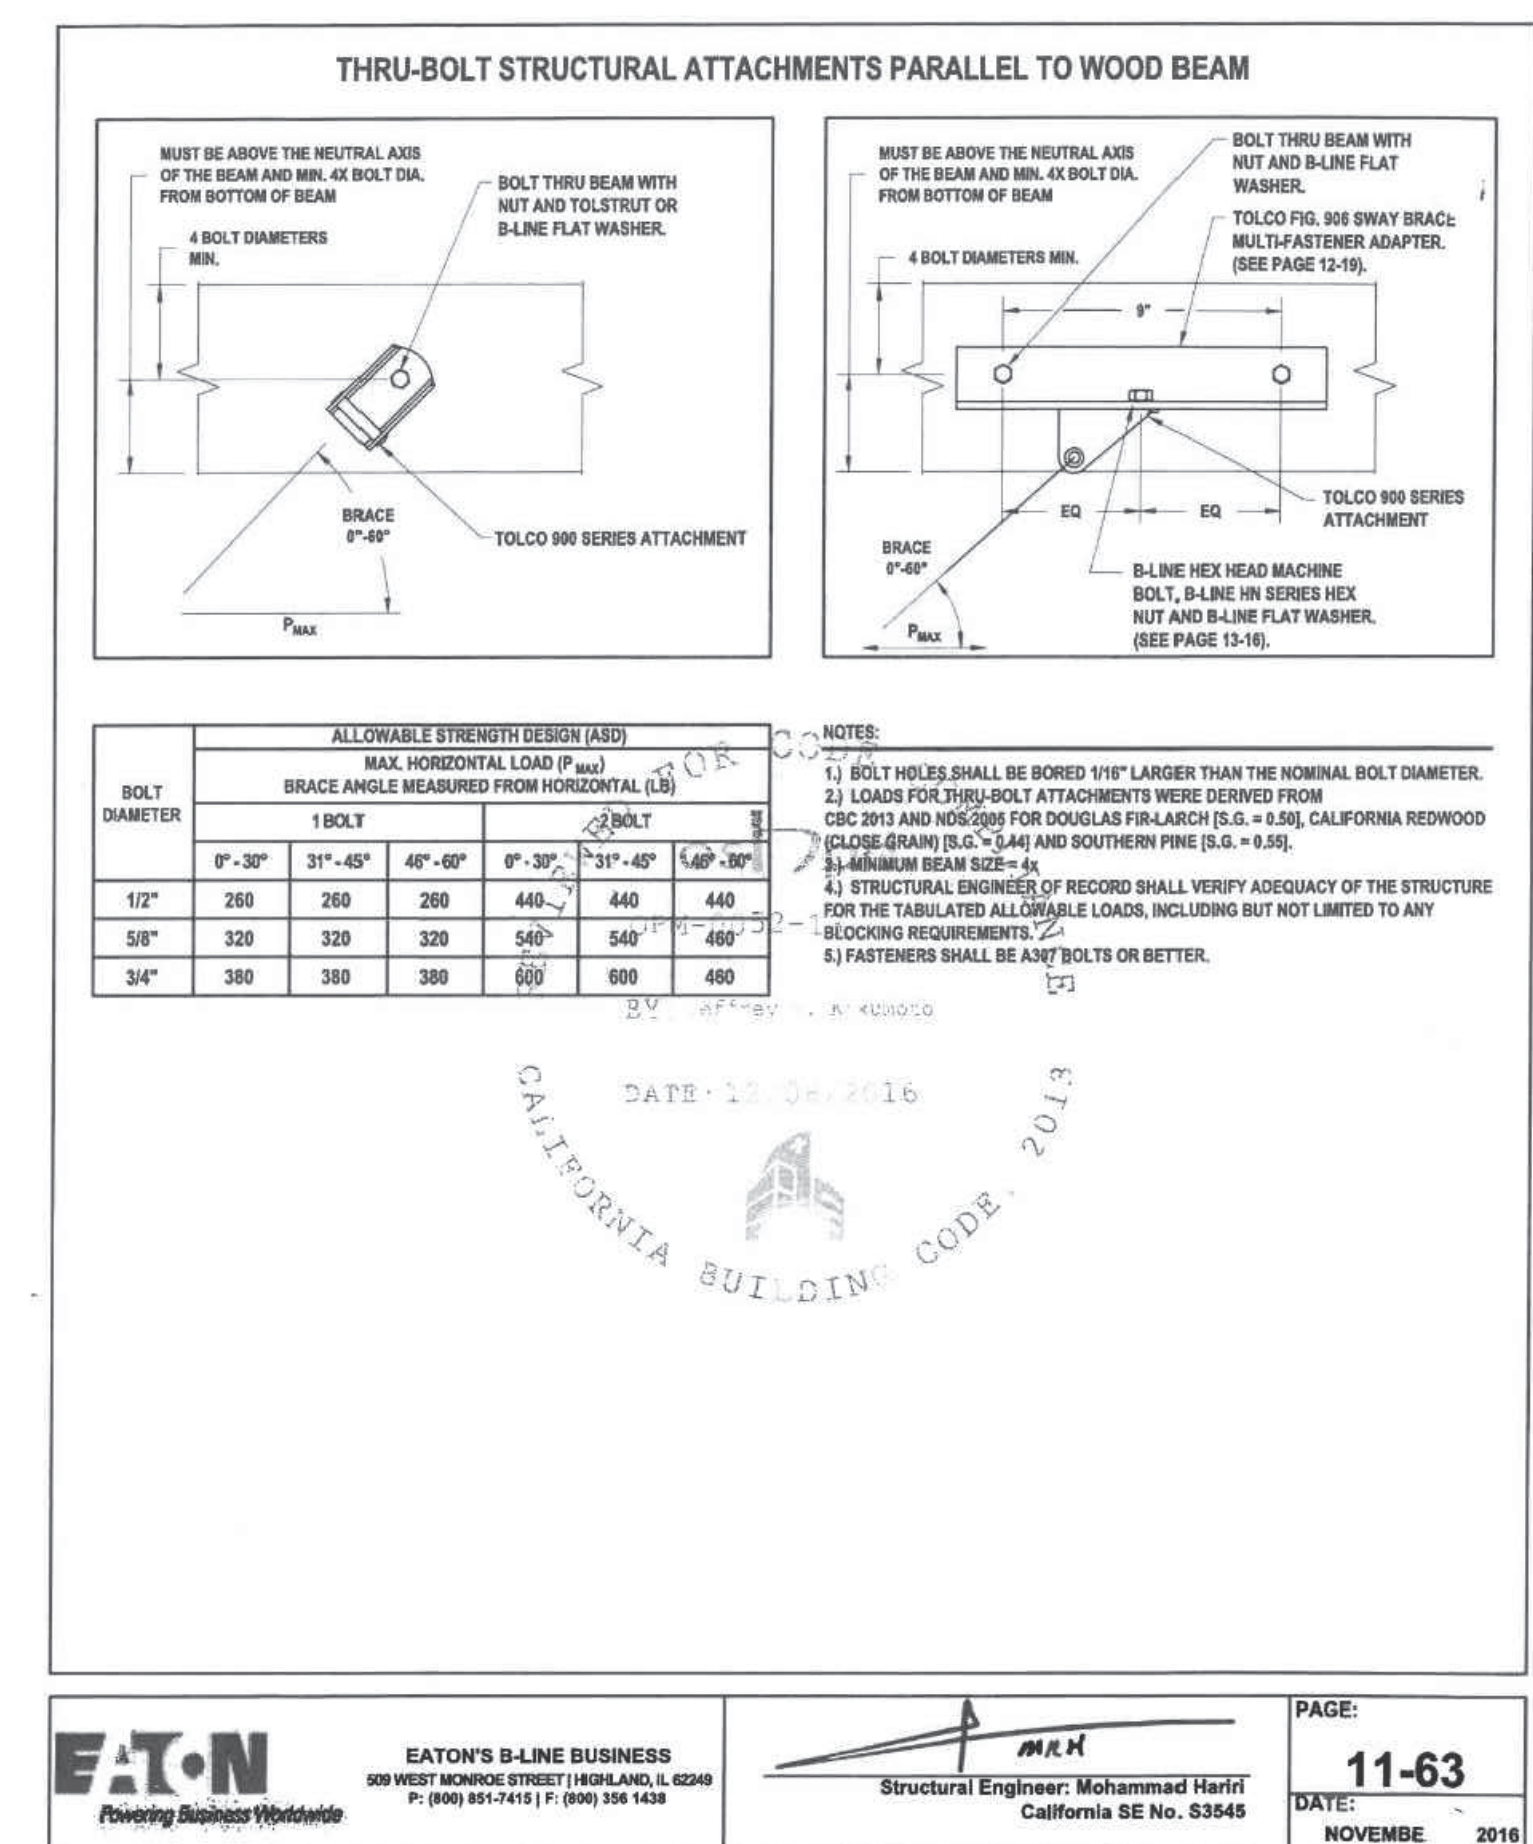 THRU-BOLT STRUCTURAL ATTACHMENTS PARALLEL TO WOOD BEAM
MUST BE ABOVE THE NEUTRAL AXIS
OF THE BEAM AND MIN. 4X BOLT DIA.
FROM BOTTOM OF BEAM
BOLT THRU BEAM WITH
NUT AND TOLSTRUT OR
B-LINE FLAT WASHER.
4 BOLT DIAMETERS
MIN.
BRACE
0°-60°
TOLCO 900 SERIES ATTACHMENT
PMAX
MUST BE ABOVE THE NEUTRAL AXIS
OF THE BEAM AND MIN. 4X BOLT DIA.
FROM BOTTOM OF BEAM
BOLT THRU BEAM WITH
NUT AND B-LINE FLAT
WASHER.
TOLCO FIG. 906 SWAY BRACE
MULTI-FASTENER ADAPTER.
(SEE PAGE 12-19).
4 BOLT DIAMETERS MIN.
9"
EQ EQ
TOLCO 900 SERIES
ATTACHMENT
BRACE
0°-60°
B-LINE HEX HEAD MACHINE
BOLT, B-LINE HN SERIES HEX
NUT AND B-LINE FLAT WASHER.
(SEE PAGE 13-16).
PMAX
BOLT
DIAMETER
ALLOWABLE STRENGTH DESIGN (ASD)
MAX. HORIZONTAL LOAD (P MAX)
BRACE ANGLE MEASURED FROM HORIZONTAL (LB)
1 BOLT 2 BOLT
0° - 30° 31° - 45° 46° - 60° 0° - 30° 31° - 45° 46° - 60°
1/2" 260 260 260 440 440 440
5/8" 320 320 320 540 540 460
3/4" 380 380 380 600 600 460
NOTES:
1.) BOLT HOLES SHALL BE BORED 1/16" LARGER THAN THE NOMINAL BOLT DIAMETER.
2.) LOADS FOR THRU-BOLT ATTACHMENTS WERE DERIVED FROM
CBC 2013 AND NDS 2005 FOR DOUGLAS FIR-LARCH [S.G. = 0.50], CALIFORNIA REDWOOD
(CLOSE GRAIN) [S.G. = 0.44] AND SOUTHERN PINE [S.G. = 0.55].
3.) MINIMUM BEAM SIZE = 4x
4.) STRUCTURAL ENGINEER OF RECORD SHALL VERIFY ADEQUACY OF THE STRUCTURE
FOR THE TABULATED ALLOWABLE LOADS, INCLUDING BUT NOT LIMITED TO ANY
BLOCKING REQUIREMENTS.
5.) FASTENERS SHALL BE A307 BOLTS OR BETTER.
FOR CODE
BY:
DATE: 2016
CALIFORNIA BUILDING CODE, 2013
EATON
Powering Business Worldwide
EATON'S B-LINE BUSINESS
509 WEST MONROE STREET | HIGHLAND, IL 62249
P: (800) 851-7415 | F: (800) 356 1438
MRH
Structural Engineer: Mohammad Hariri
California SE No. S3545
PAGE:
11-63
DATE:
NOVEMBE 2016